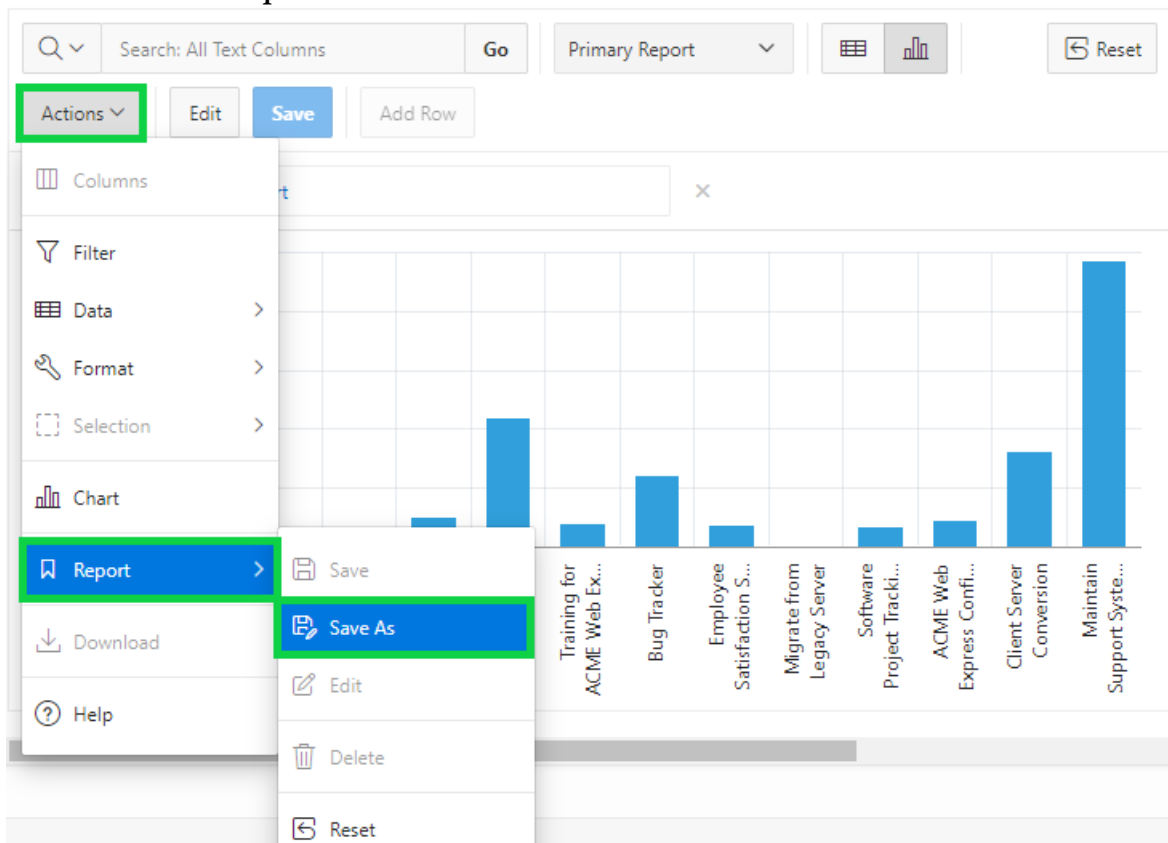 Search: All Text Columns
Go
Primary Report
Reset
Actions
Edit
Save
Add Row
Columns
rt
Filter
Data
Format
Selection
Chart
Report
Save
Save As
Download
Edit
Help
Delete
Reset
Training for
ACME Web Ex...
Bug Tracker
Employee
Satisfaction S...
Migrate from
Legacy Server
Software
Project Tracki...
ACME Web
Express Confi...
Client Server
Conversion
Maintain
Support Syste...